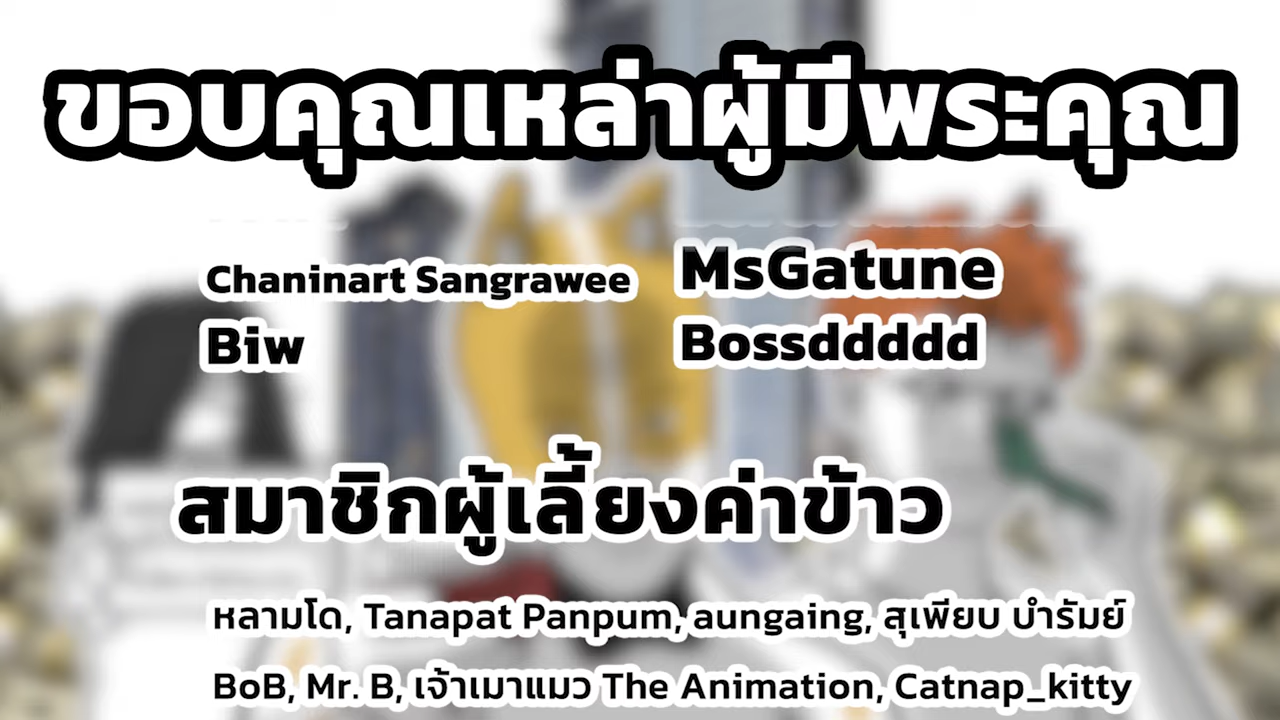 ขอบคุณเหล่าผู้มีพระคุณ
Chaninart Sangrawee
MsGatune
Biw
Bossddddd
สมาชิกผู้เลี้ยงค่าข้าว
หลามโด, Tanapat Panpum, aungaing, สุเพียบ บำรัมย์
BoB, Mr. B, เจ้าเมาแมว The Animation, Catnap_kitty